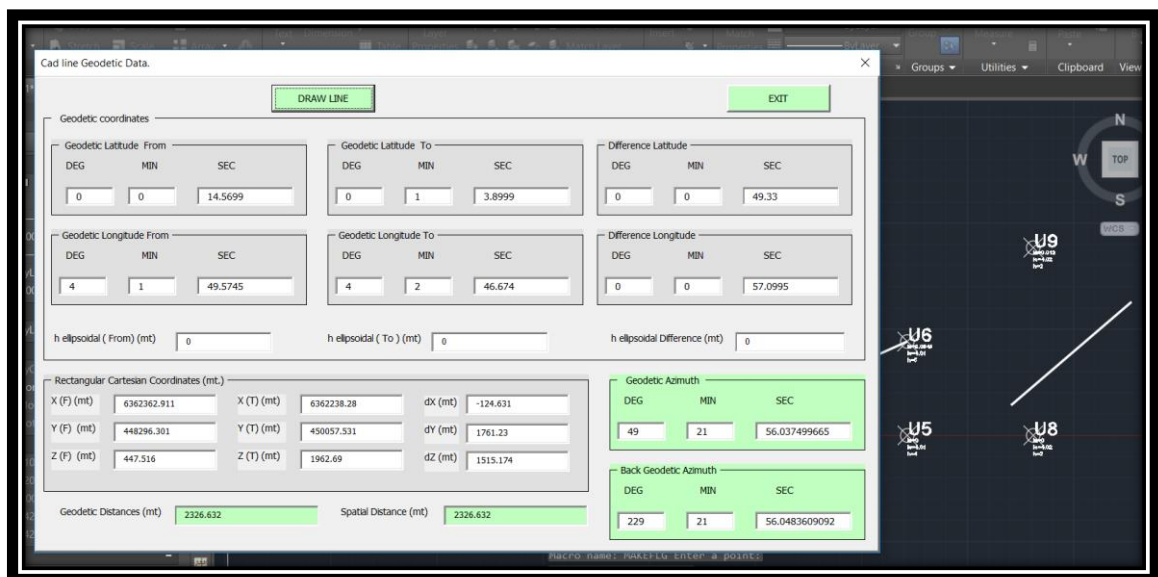 Groups Utilities Clipboard View
Cad line Geodetic Data.
DRAW LINE EXIT
Geodetic coordinates
Geodetic Latitude From Geodetic Latitude To Difference Latitude
DEG MIN SEC DEG MIN SEC DEG MIN SEC
0 0 14.5699 0 1 3.8999 0 0 49.33
Geodetic Longitude From Geodetic Longitude To Difference Longitude
DEG MIN SEC DEG MIN SEC DEG MIN SEC
4 1 49.5745 4 2 46.674 0 0 57.0995
h elipsoidal ( From) (mt) 0 h elipsoidal ( To ) (mt) 0 h elipsoidal Difference (mt) 0
Rectangular Cartesian Coordinates (mt.)
X (F) (mt) 6362362.911 X (T) (mt) 6362238.28 dX (mt) -124.631
Y (F) (mt) 448296.301 Y (T) (mt) 450057.531 dY (mt) 1761.23
Z (F) (mt) 447.516 Z (T) (mt) 1962.69 dZ (mt) 1515.174
Geodetic Distances (mt) 2326.632 Spatial Distance (mt) 2326.632
Geodetic Azimuth
DEG MIN SEC
49 21 56.037499665
Back Geodetic Azimuth
DEG MIN SEC
229 21 56.0483609092
N
W TOP
S
WCS
U9
U6
U5 U8
Macro name: MAKEFLG Enter a point: